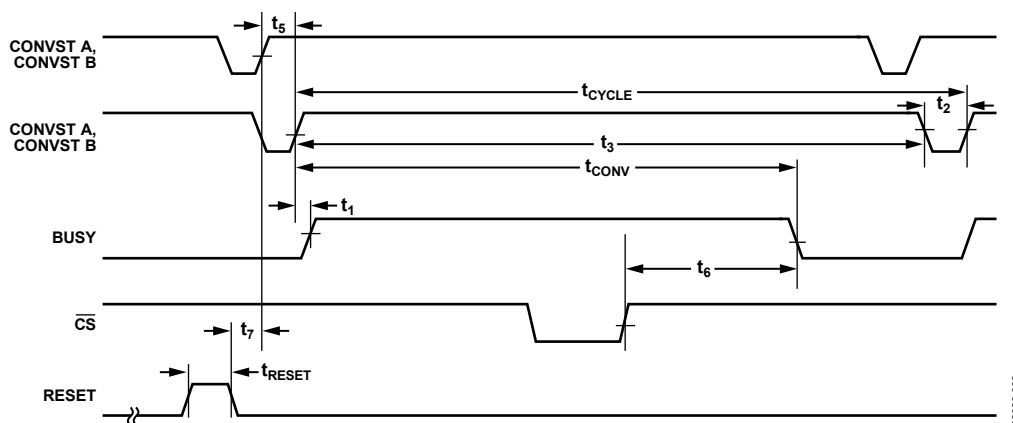 t5
CONVST A,
CONVST B
tCYCLE
t2
CONVST A,
CONVST B
t3
tCONV
t1
BUSY
t6
CS
t7
tRESET
RESET